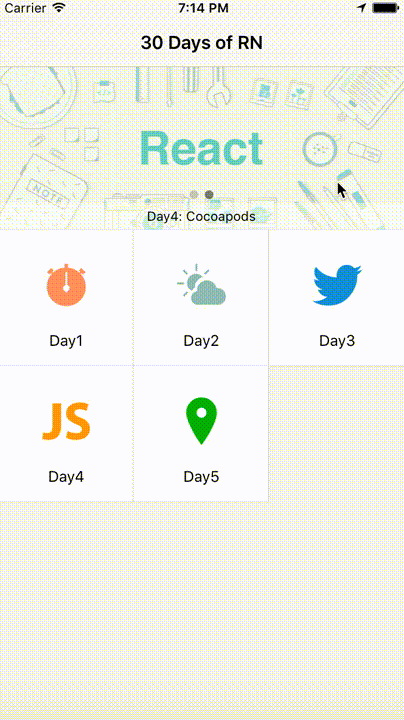 Carrier 7:14 PM
30 Days of RN
NOTE
React
Day4: Cocoapods
Day1
Day2
Day3
JS
Day4
Day5